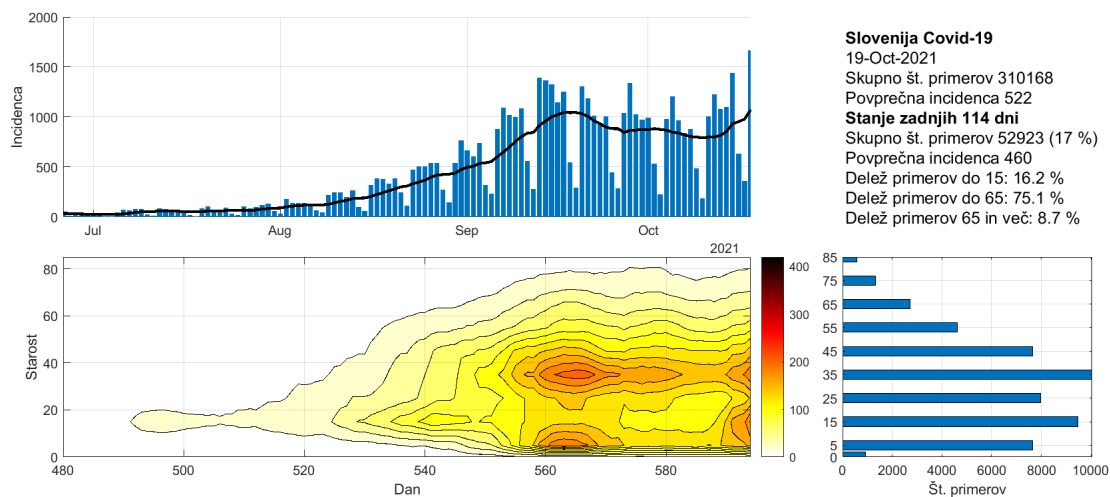 2000
1500
1000
500
0
Incidenca
Jul
Aug
Sep
Oct
2021
Slovenija Covid-19
19-Oct-2021
Skupno št. primerov 310168
Povprečna incidenca 522
Stanje zadnjih 114 dni
Skupno št. primerov 52923 (17 %)
Povprečna incidenca 460
Delež primerov do 15: 16.2 %
Delež primerov do 65: 75.1 %
Delež primerov 65 in več: 8.7 %
80
60
40
20
0
Starost
480
500
520
540
560
580
Dan
400
300
200
100
0
85
75
65
55
45
35
25
15
5
0
0
2000
4000
6000
8000
10000
Št. primerov